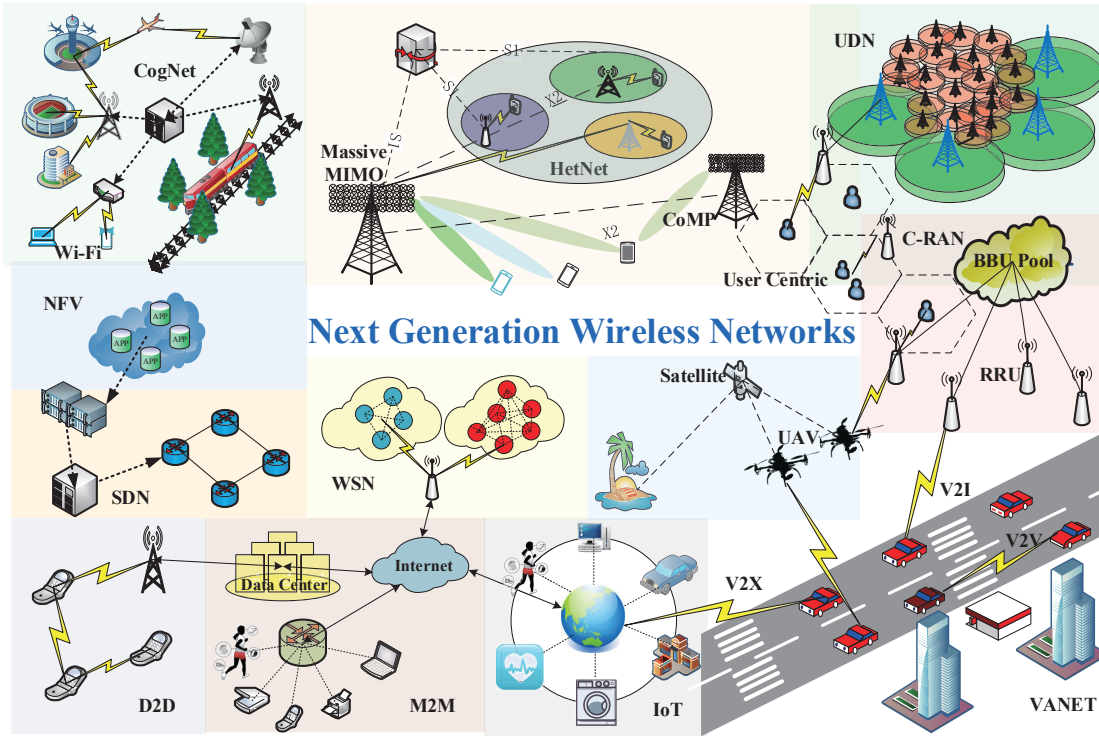 CogNet
Wi-Fi
S1
S1
S1
X2
Massive
MIMO
HetNet
X2
CoMP
UDN
C-RAN
User Centric
BBU Pool
RRU
NFV
APP
APP
APP
APP
Next Generation Wireless Networks
SDN
WSN
Satellite
UAV
V2I
V2V
V2X
D2D
Data Center
Internet
M2M
IoT
VANET